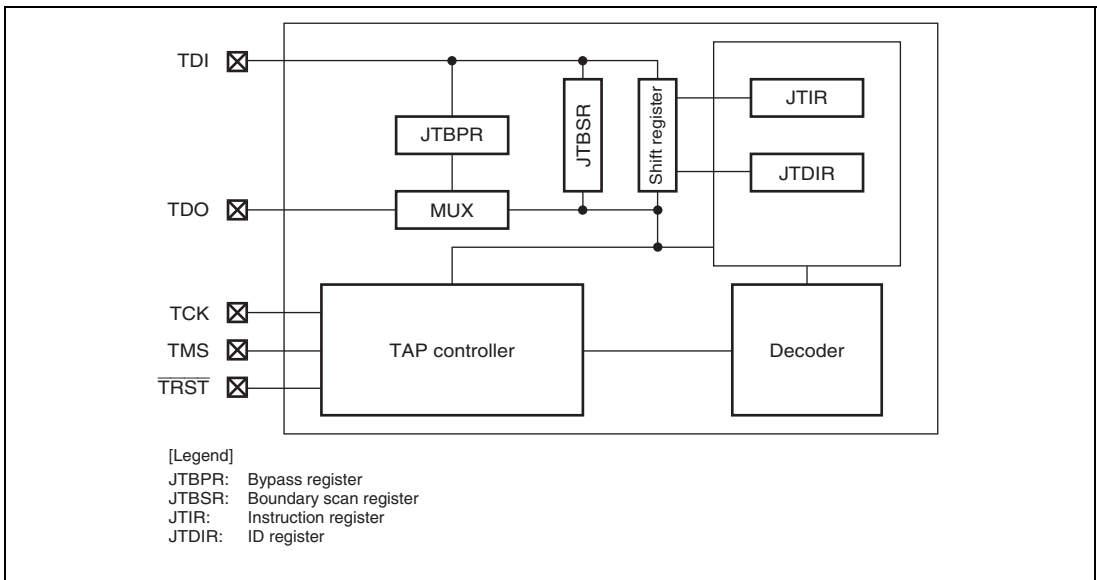 TDI
JTIR
JTBPR
JTBSR
Shift register
JTDIR
TDO
MUX
TCK
TMS
TAP controller
Decoder
TRST
[Legend]
JTBPR: Bypass register
JTBSR: Boundary scan register
JTIR: Instruction register
JTDIR: ID register